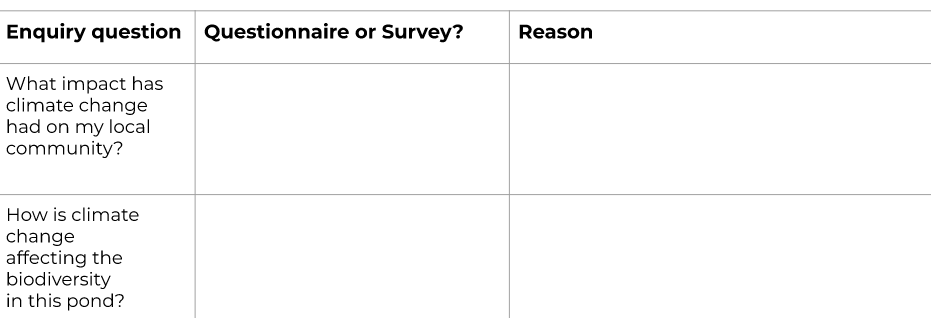 Enquiry question Questionnaire or Survey? Reason
What impact has
climate change
had on my local
community?
How is climate
change
affecting the
biodiversity
in this pond?